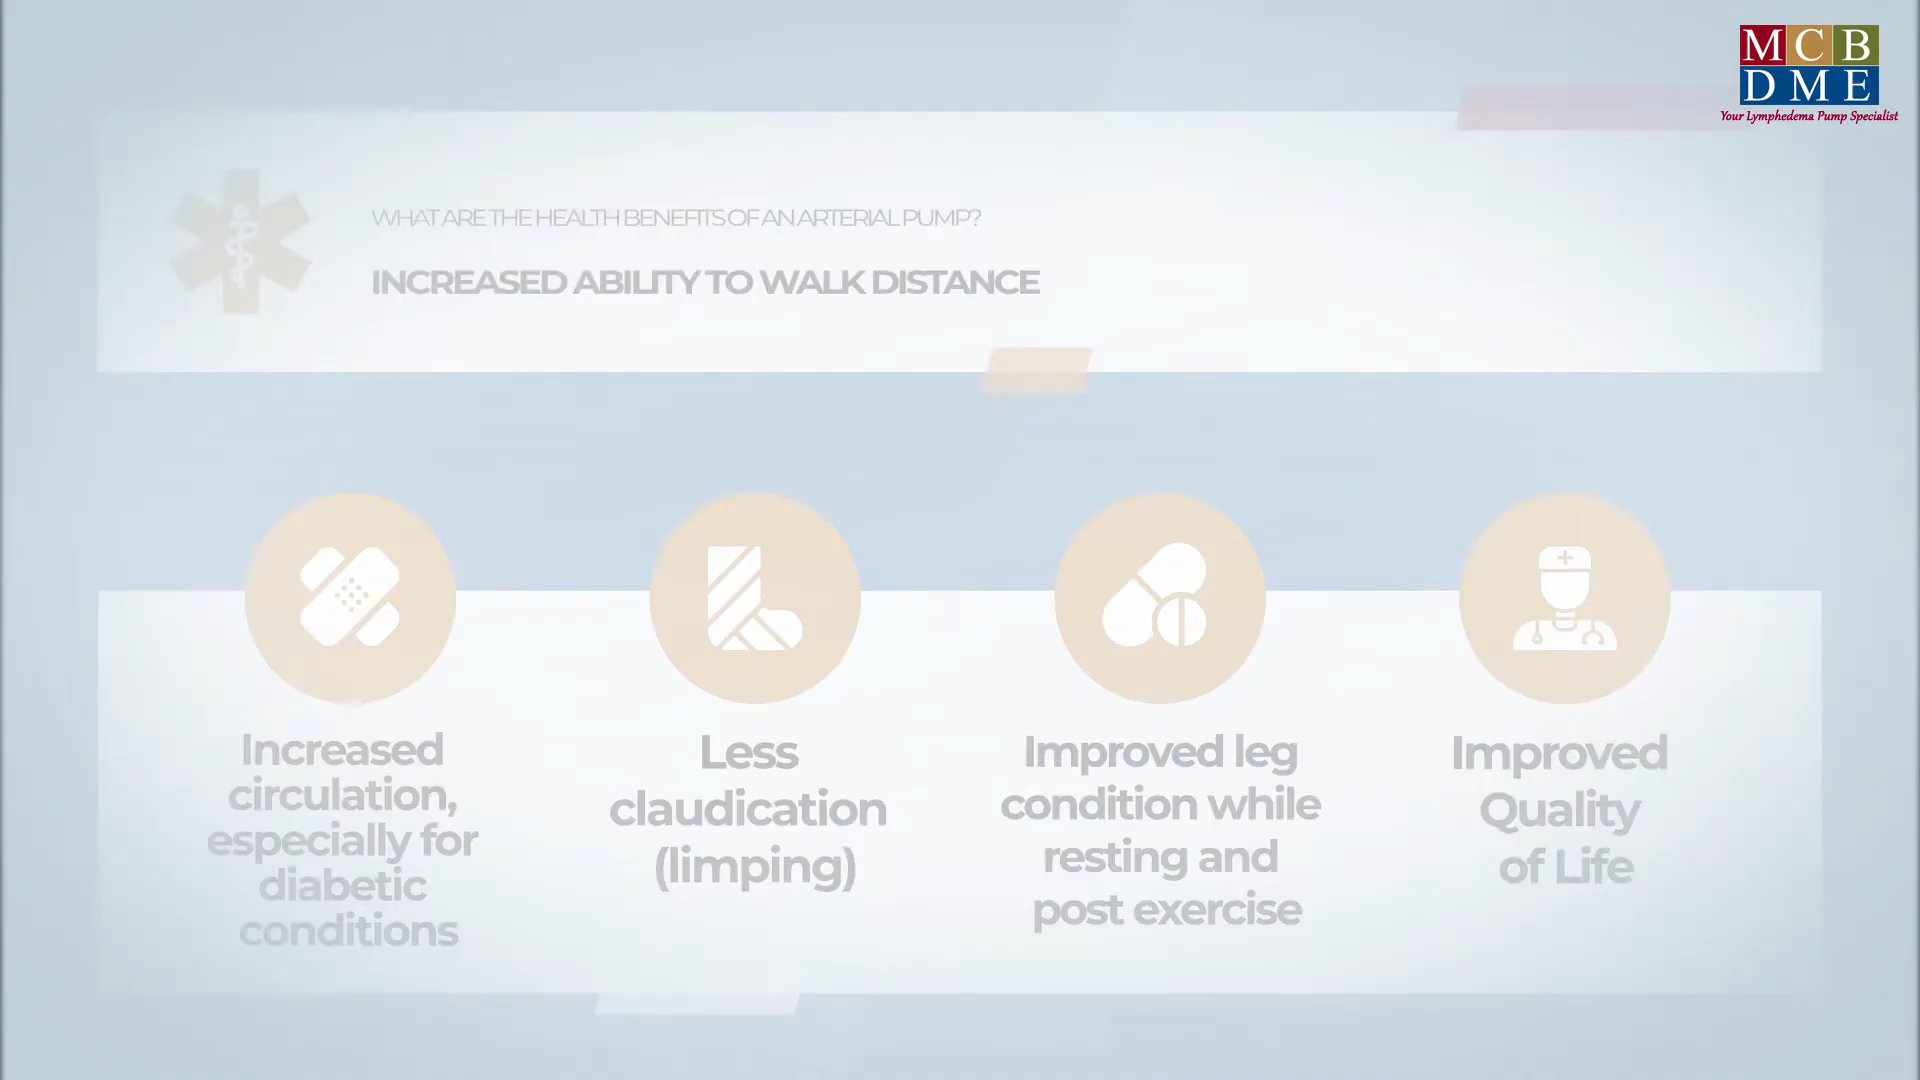 MCB
DME
Your Lymphedema Pump Specialist
WHAT ARE THE HEALTH BENEFITS OF AN ARTERIAL PUMP?
INCREASED ABILITY TO WALK DISTANCE
Increased
circulation,
especially for
diabetic
conditions
Less
claudication
(limping)
Improved leg
condition while
resting and
post exercise
Improved
Quality
of Life